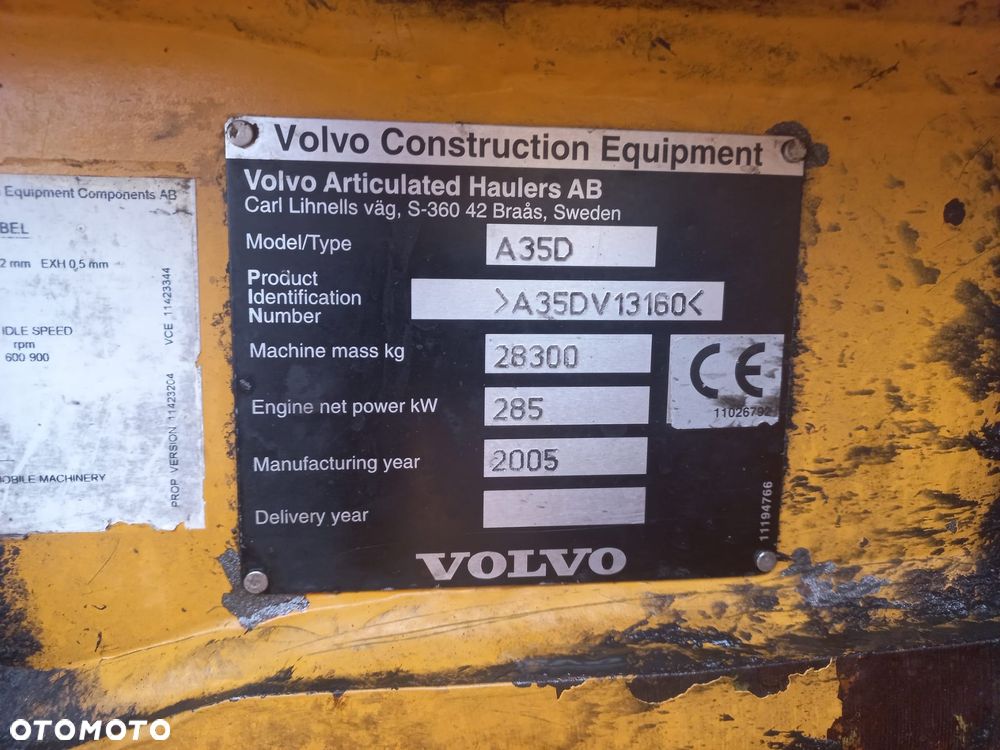 Equipment Components AB
BEL
2 mm EXH 0,5 mm
IDLE SPEED
rpm
600 900
VCE 11423344
PROP VERSION 11423204
OBILE MACHINERY
Volvo Construction Equipment
Volvo Articulated Haulers AB
Carl Lihnells väg, S-360 42 Braås, Sweden
Model/Type A35D
Product
Identification
Number >A35DV13160<
Machine mass kg 28300
CE
11026792
Engine net power kW 285
Manufacturing year 2005
Delivery year
11194766
VOLVO
OTOMOTO